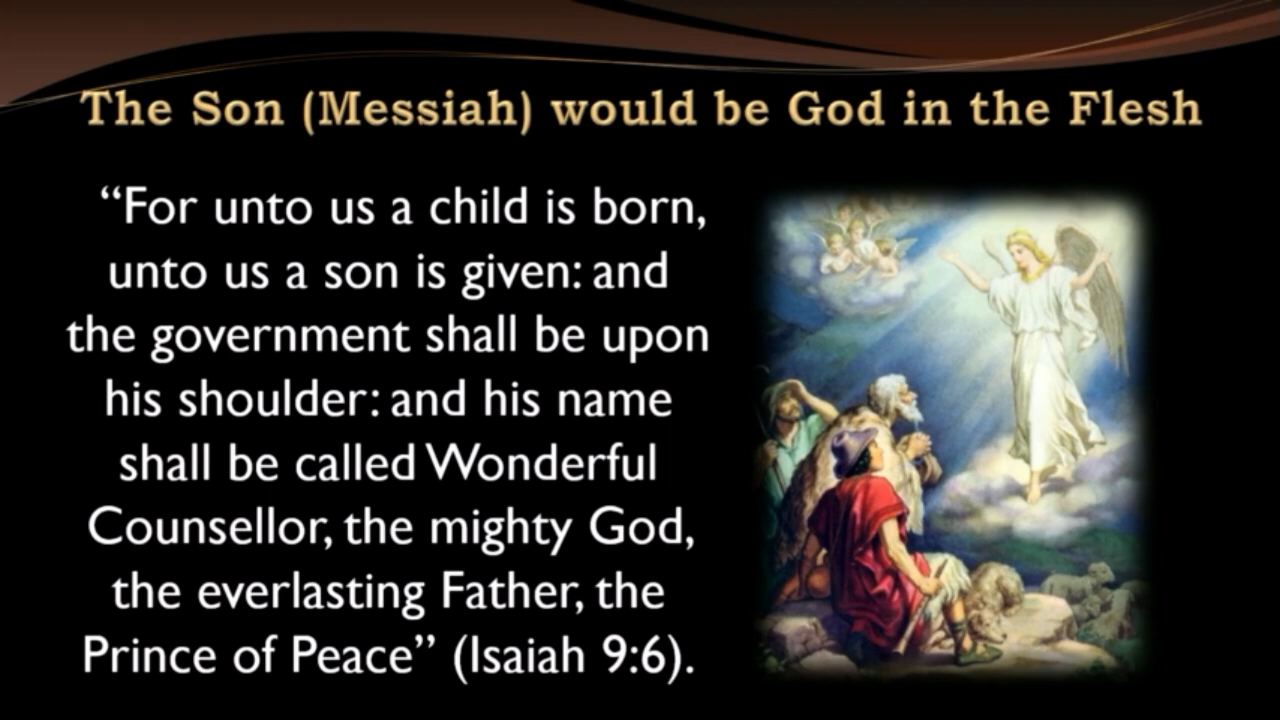 The Son (Messiah) would be God in the Flesh
“For unto us a child is born,
unto us a son is given: and
the government shall be upon
his shoulder: and his name
shall be called Wonderful
Counsellor, the mighty God,
the everlasting Father, the
Prince of Peace” (Isaiah 9:6).